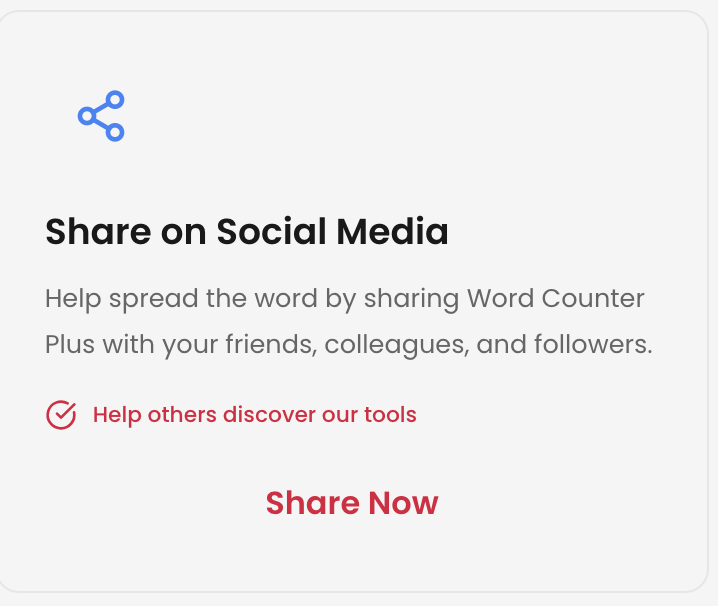 Share on Social Media
Help spread the word by sharing Word Counter
Plus with your friends, colleagues, and followers.
Help others discover our tools
Share Now